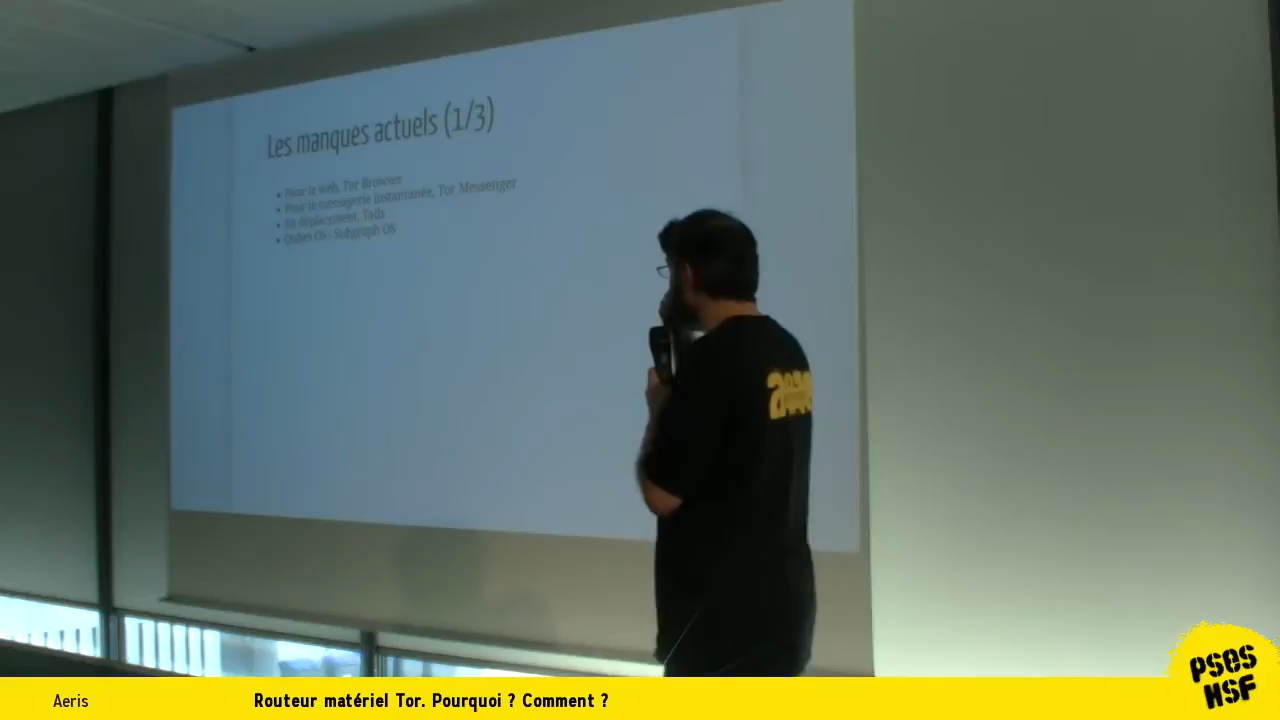 Les manques actuels (1/3)
• Pour le web, Tor Browser
• Pour la messagerie instantanée, Tor Messenger
• En déplacement, Tails
• Qubes OS / Subgraph OS
PSES
HSF
Aeris
Routeur matériel Tor. Pourquoi ? Comment ?